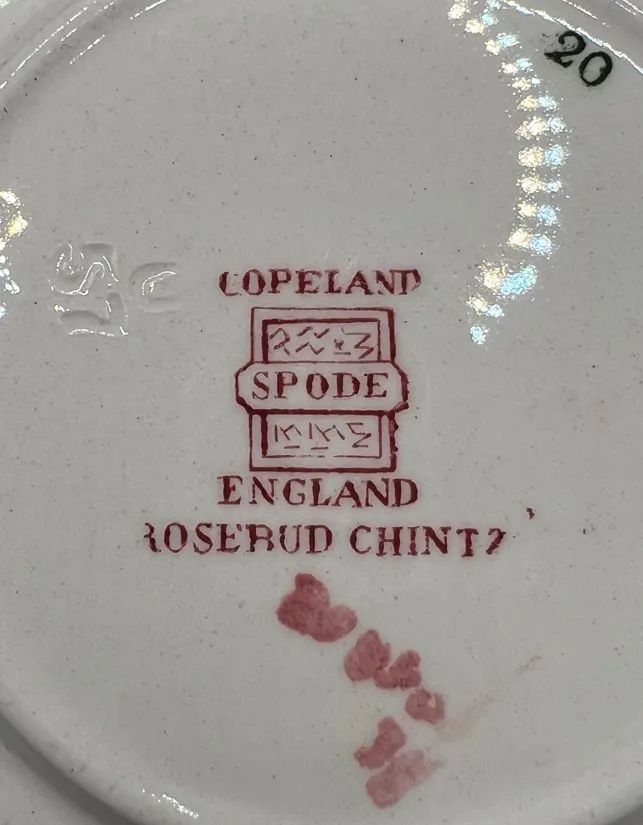 20
COPELAND
SPODE
ENGLAND
ROSEBUD CHINTZ